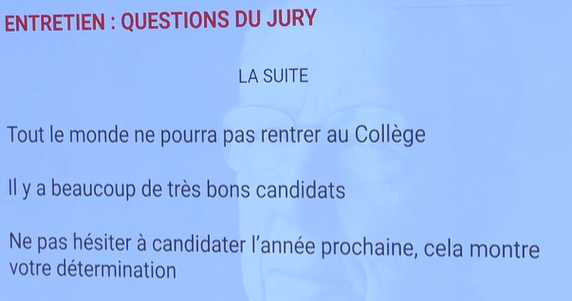 ENTRETIEN : QUESTIONS DU JURY
LA SUITE
Tout le monde ne pourra pas rentrer au Collège
Il y a beaucoup de très bons candidats
Ne pas hésiter à candidater l'année prochaine, cela montre
votre détermination